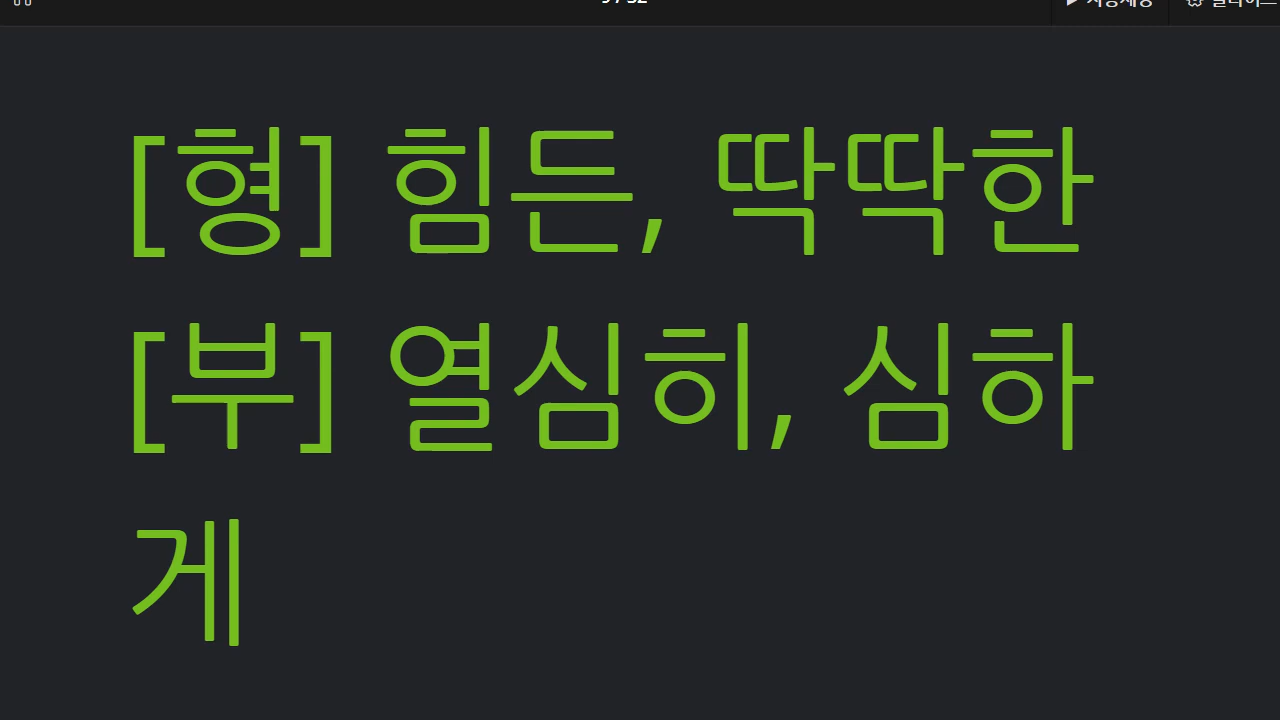 [형] 힘든, 딱딱한
[부] 열심히, 심하
게